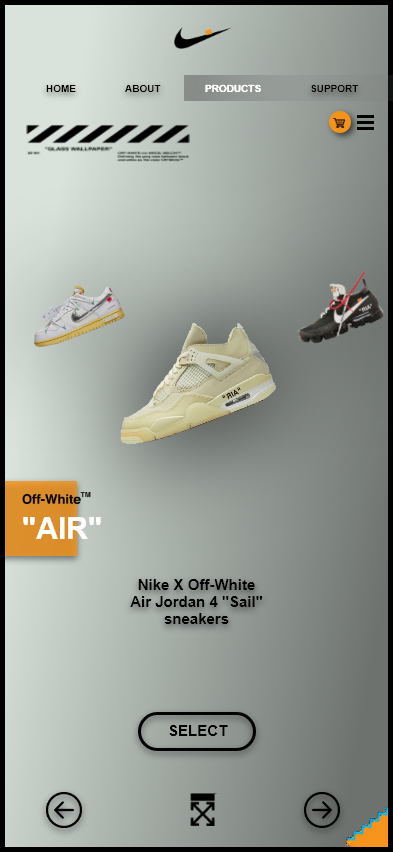 HOME ABOUT PRODUCTS SUPPORT
"GLASS WALLPAPER"
Off-White™
"AIR"
Nike X Off-White
Air Jordan 4 "Sail"
sneakers
SELECT